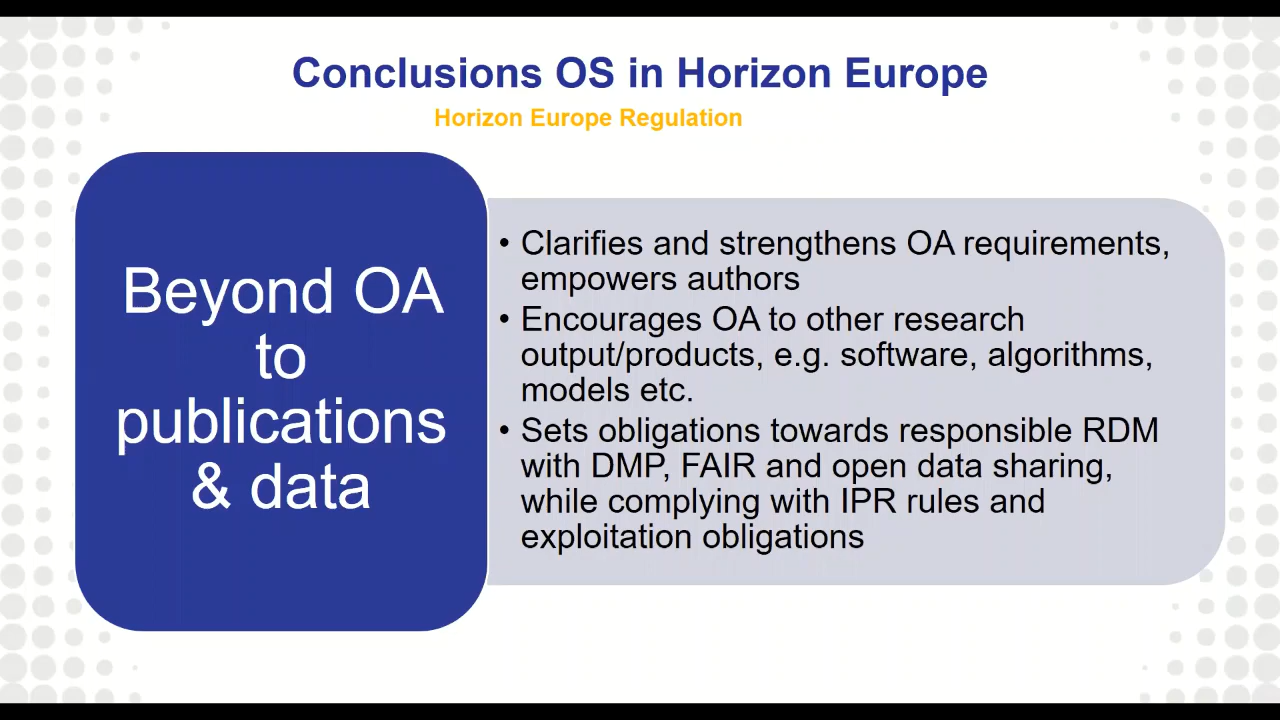 Conclusions OS in Horizon Europe
Horizon Europe Regulation
Beyond OA
to
publications
& data
• Clarifies and strengthens OA requirements,
empowers authors
• Encourages OA to other research
output/products, e.g. software, algorithms,
models etc.
• Sets obligations towards responsible RDM
with DMP, FAIR and open data sharing,
while complying with IPR rules and
exploitation obligations